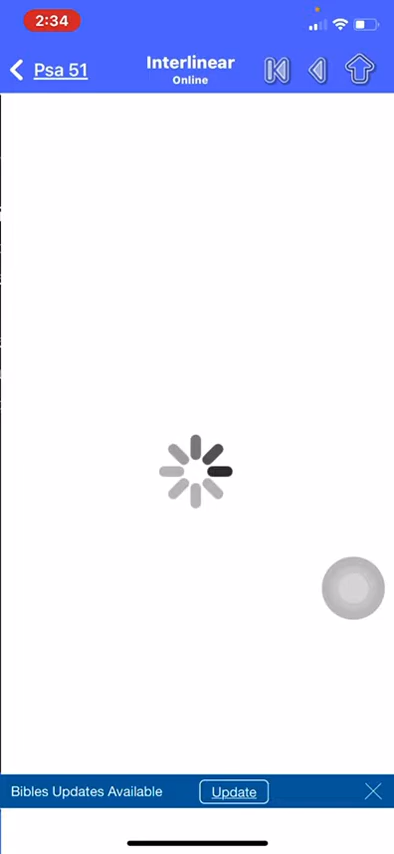 2:34
Psa 51
Interlinear
Online
Bibles Updates Available
Update